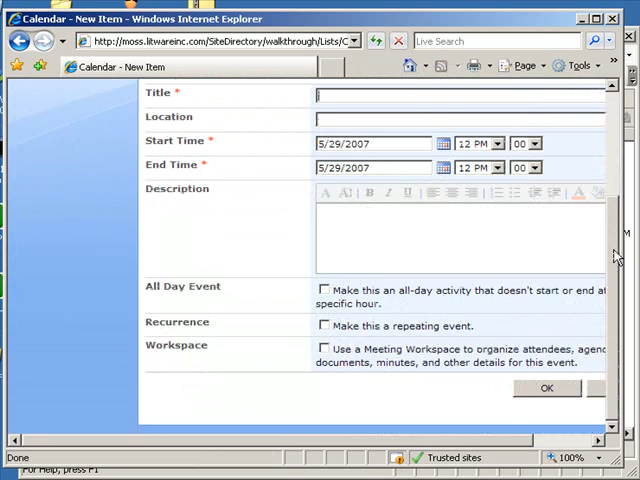 Calendar - New Item - Windows Internet Explorer
http://moss.litwareinc.com/SiteDirectory/walkthrough/Lists/C
Live Search
Calendar - New Item
Page
Tools
Title *
Location
Start Time * 5/29/2007 12 PM 00
End Time * 5/29/2007 12 PM 00
Description
A A B I U A
All Day Event
Make this an all-day activity that doesn't start or end at
specific hour.
Recurrence
Make this a repeating event.
Workspace
Use a Meeting Workspace to organize attendees, agen
documents, minutes, and other details for this event.
OK
Done
Trusted sites
100%
For Help, press F1